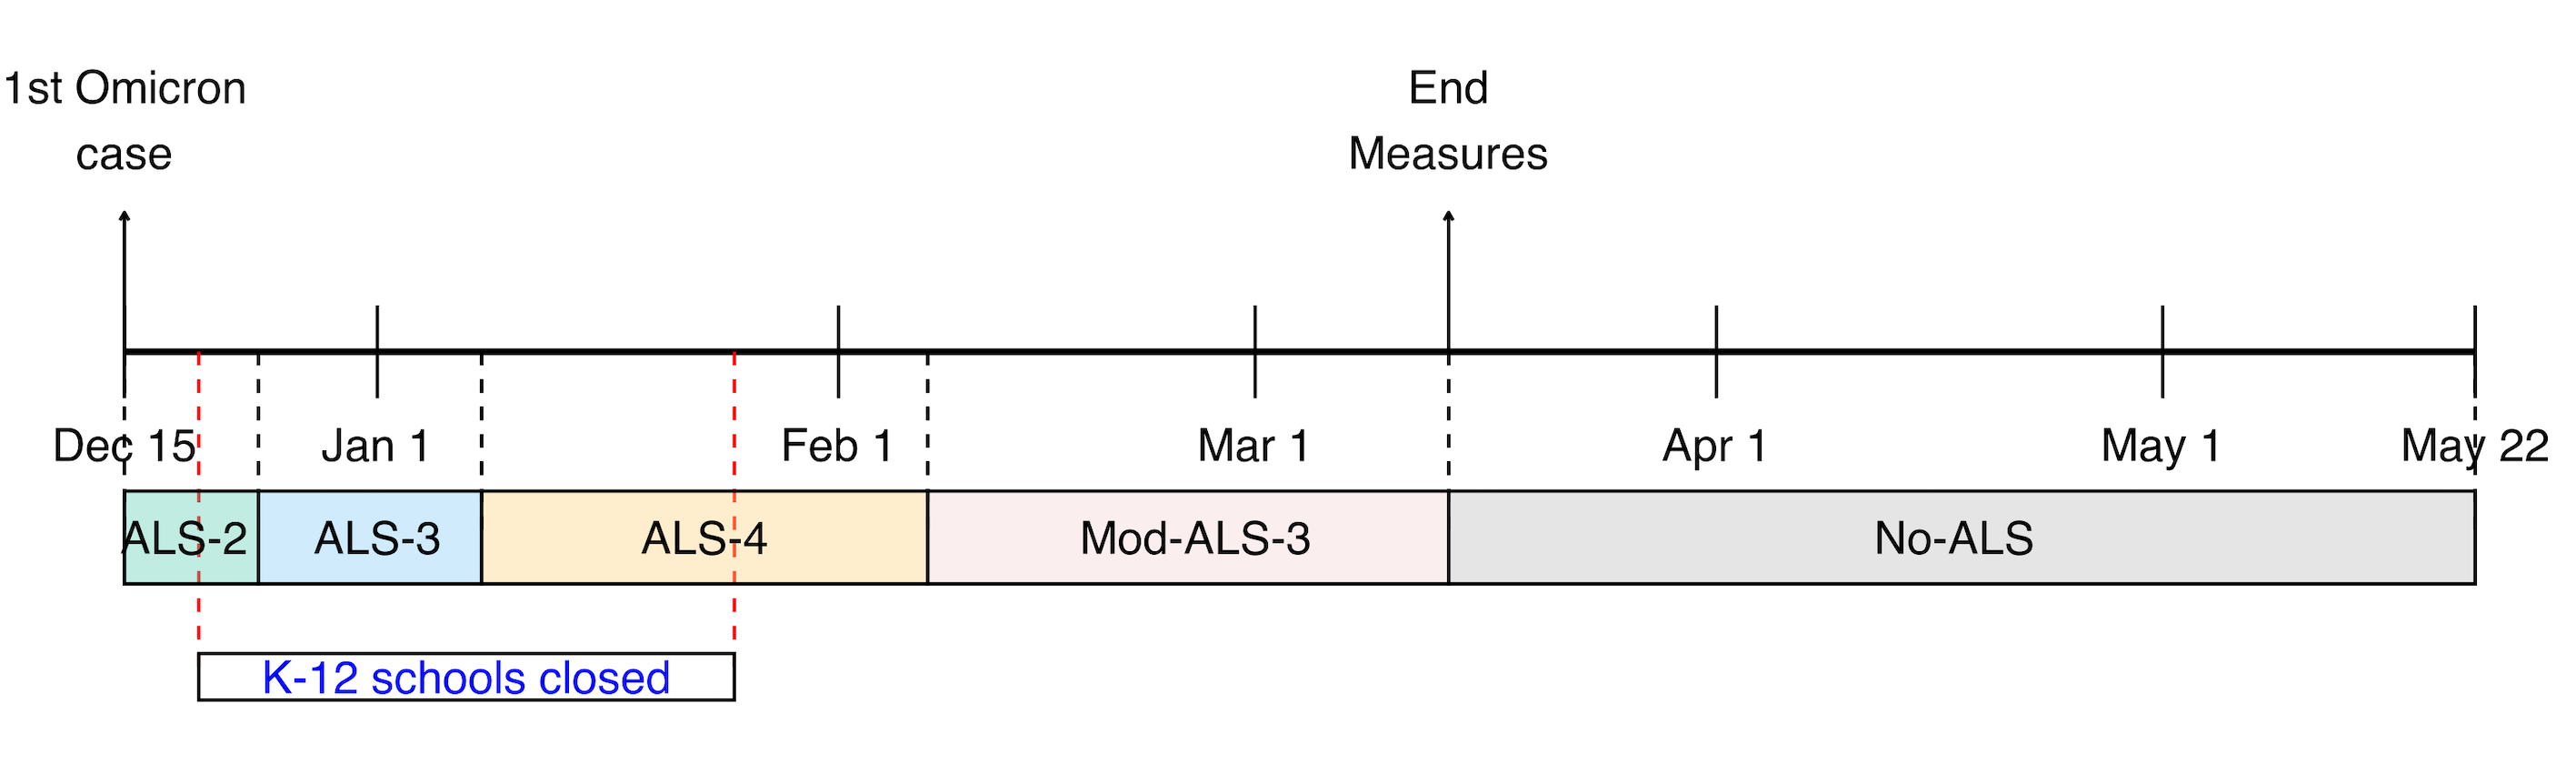 1st Omicron
case
End
Measures
Dec 15
Jan 1
Feb 1
Mar 1
Apr 1
May 1
May 22
ALS-2
ALS-3
ALS-4
Mod-ALS-3
No-ALS
K-12 schools closed